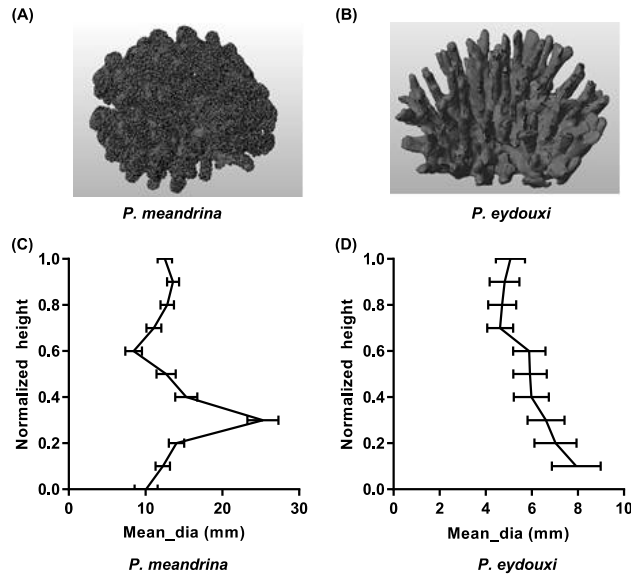 (A)
(B)
P. meandrina
P. eydouxi
(C)
(D)
Normalized height
1.0
0.8
0.6
0.4
0.2
0.0
0
10
20
30
Mean_dia (mm)
P. meandrina
Normalized height
1.0
0.8
0.6
0.4
0.2
0.0
0
2
4
6
8
10
Mean_dia (mm)
P. eydouxi